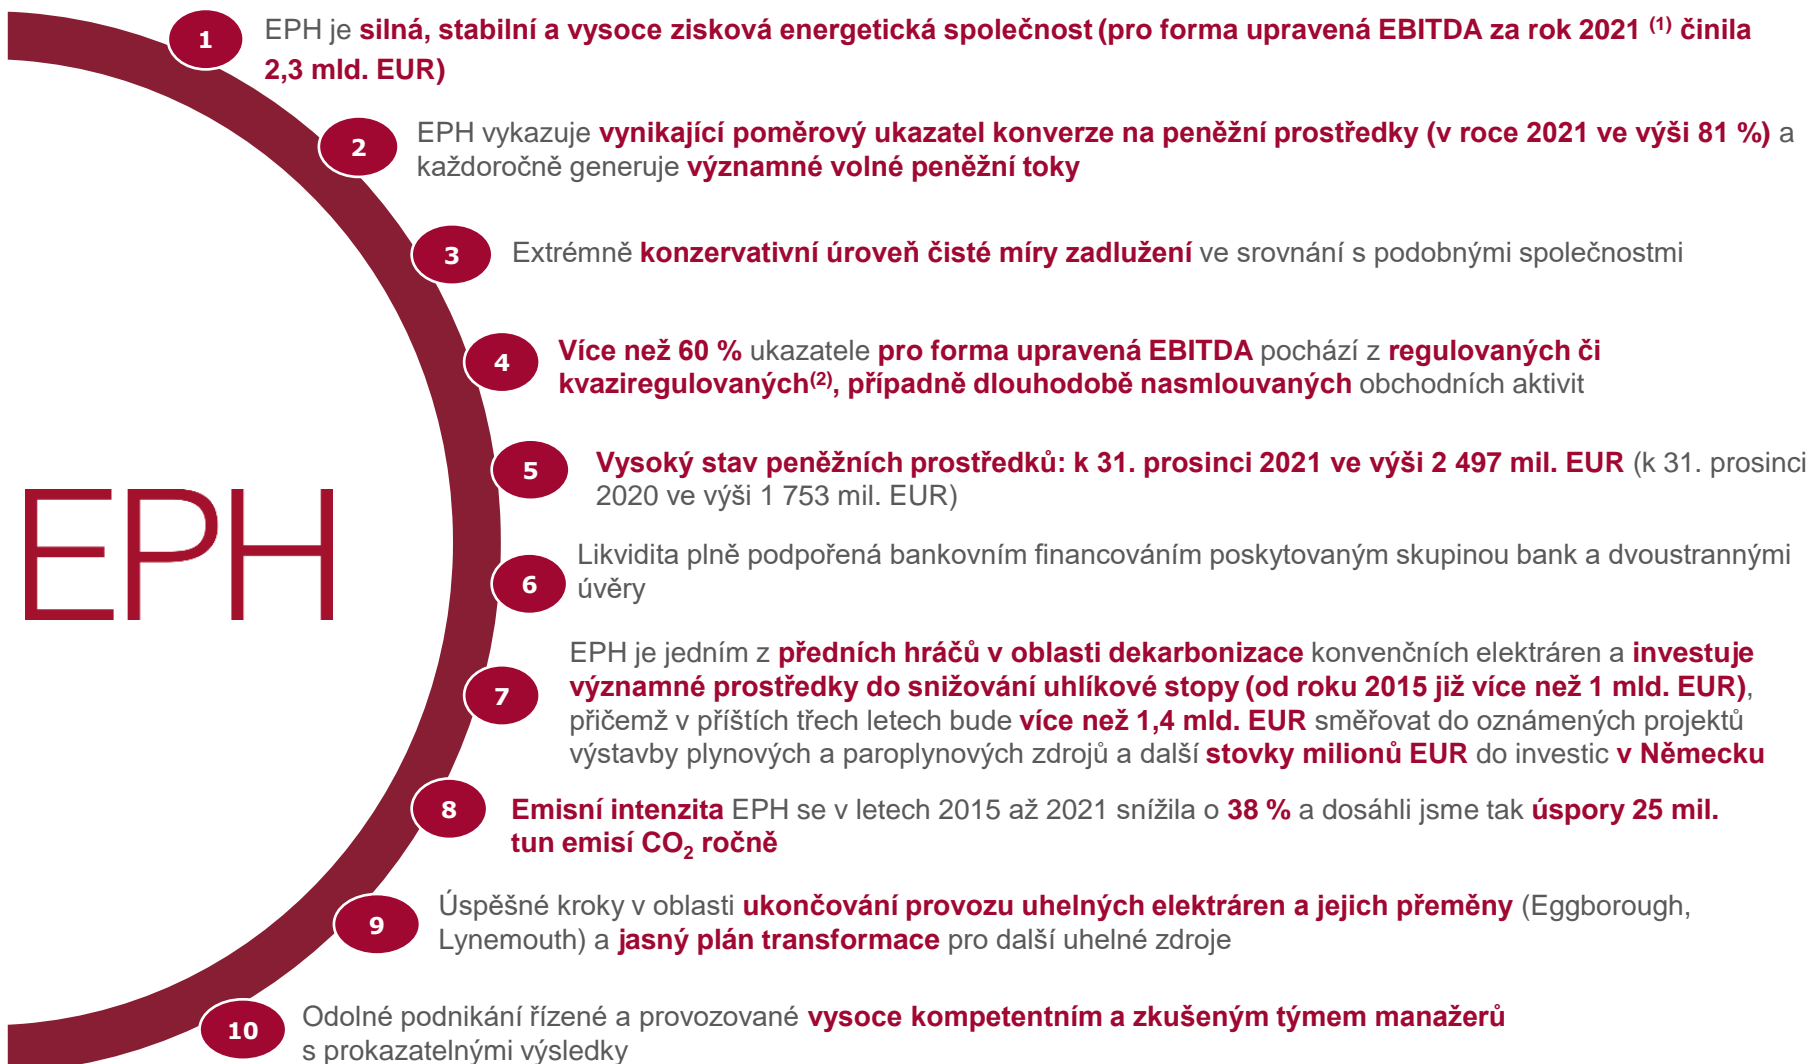 1 EPH je silná, stabilní a vysoce zisková energetická společnost (pro forma upravená EBITDA za rok 2021 (1) činila
2,3 mld. EUR)
2 EPH vykazuje vynikající poměrový ukazatel konverze na peněžní prostředky (v roce 2021 ve výši 81 %) a
každoročně generuje významné volné peněžní toky
3 Extrémně konzervativní úroveň čisté míry zadlužení ve srovnání s podobnými společnostmi
4 Více než 60 % ukazatele pro forma upravená EBITDA pochází z regulovaných či
kvaziregulovaných(2), případně dlouhodobě nasmlouvaných obchodních aktivit
5 Vysoký stav peněžních prostředků: k 31. prosinci 2021 ve výši 2 497 mil. EUR (k 31. prosinci
2020 ve výši 1 753 mil. EUR)
EPH
6 Likvidita plně podpořená bankovním financováním poskytovaným skupinou bank a dvoustrannými
úvěry
7 EPH je jedním z předních hráčů v oblasti dekarbonizace konvenčních elektráren a investuje
významné prostředky do snižování uhlíkové stopy (od roku 2015 již více než 1 mld. EUR),
přičemž v příštích třech letech bude více než 1,4 mld. EUR směřovat do oznámených projektů
výstavby plynových a paroplynových zdrojů a další stovky milionů EUR do investic v Německu
8 Emisní intenzita EPH se v letech 2015 až 2021 snížila o 38 % a dosáhli jsme tak úspory 25 mil.
tun emisí CO₂ ročně
9 Úspěšné kroky v oblasti ukončování provozu uhelných elektráren a jejich přeměny (Eggborough,
Lynemouth) a jasný plán transformace pro další uhelné zdroje
10 Odolné podnikání řízené a provozované vysoce kompetentním a zkušeným týmem manažerů
s prokazatelnými výsledky